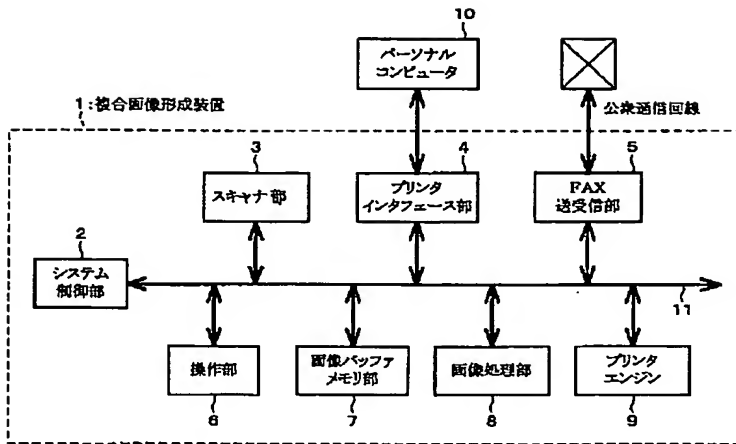 10
パーソナル
コンピュータ
1:複合画像形成装置
公衆通信回線
3
4
5
スキャナ部
プリンタ
インタフェース部
FAX
送受信部
2
システム
制御部
11
操作部
画像バッファ
メモリ部
画像処理部
プリンタ
エンジン
6
7
8
9